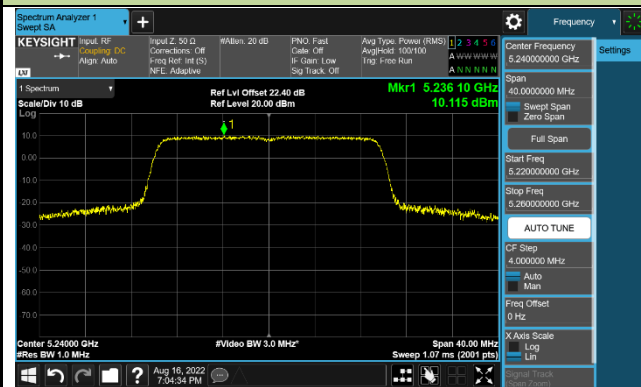 Spectrum Analyzer 1
Swept SA
Frequency
KEYSIGHT
Input: RF
Coupling: DC
Align: Auto
Input Z: 50 Ω
Corrections: Off
Freq Ref: Int (S)
NFE: Adaptive
#Atten: 20 dB
PNO: Fast
Gate: Off
IF Gain: Low
Sig Track: Off
Avg Type: Power (RMS)
Avg|Hold: 100/100
Trig: Free Run
1 2 3 4 5 6
A W W W W W
A N N N N N
LXI
1 Spectrum
Scale/Div 10 dB
Log
Ref Lvl Offset 22.40 dB
Ref Level 20.00 dBm
Mkr1 5.236 10 GHz
10.115 dBm
1
10.0
0.00
10.0
20.0
30.0
40.0
-50.0
60.0
70.0
Center 5.24000 GHz
#Res BW 1.0 MHz
#Video BW 3.0 MHz*
Span 40.00 MHz
Sweep 1.07 ms (2001 pts)
Aug 16, 2022
7:04:34 PM
Center Frequency
5.240000000 GHz
Settings
Span
40.0000000 MHz
Swept Span
Zero Span
Full Span
Start Freq
5.220000000 GHz
Stop Freq
5.260000000 GHz
AUTO TUNE
CF Step
4.000000 MHz
Auto
Man
Freq Offset
0 Hz
X Axis Scale
Log
Lin
Signal Track
(Span Zoom)